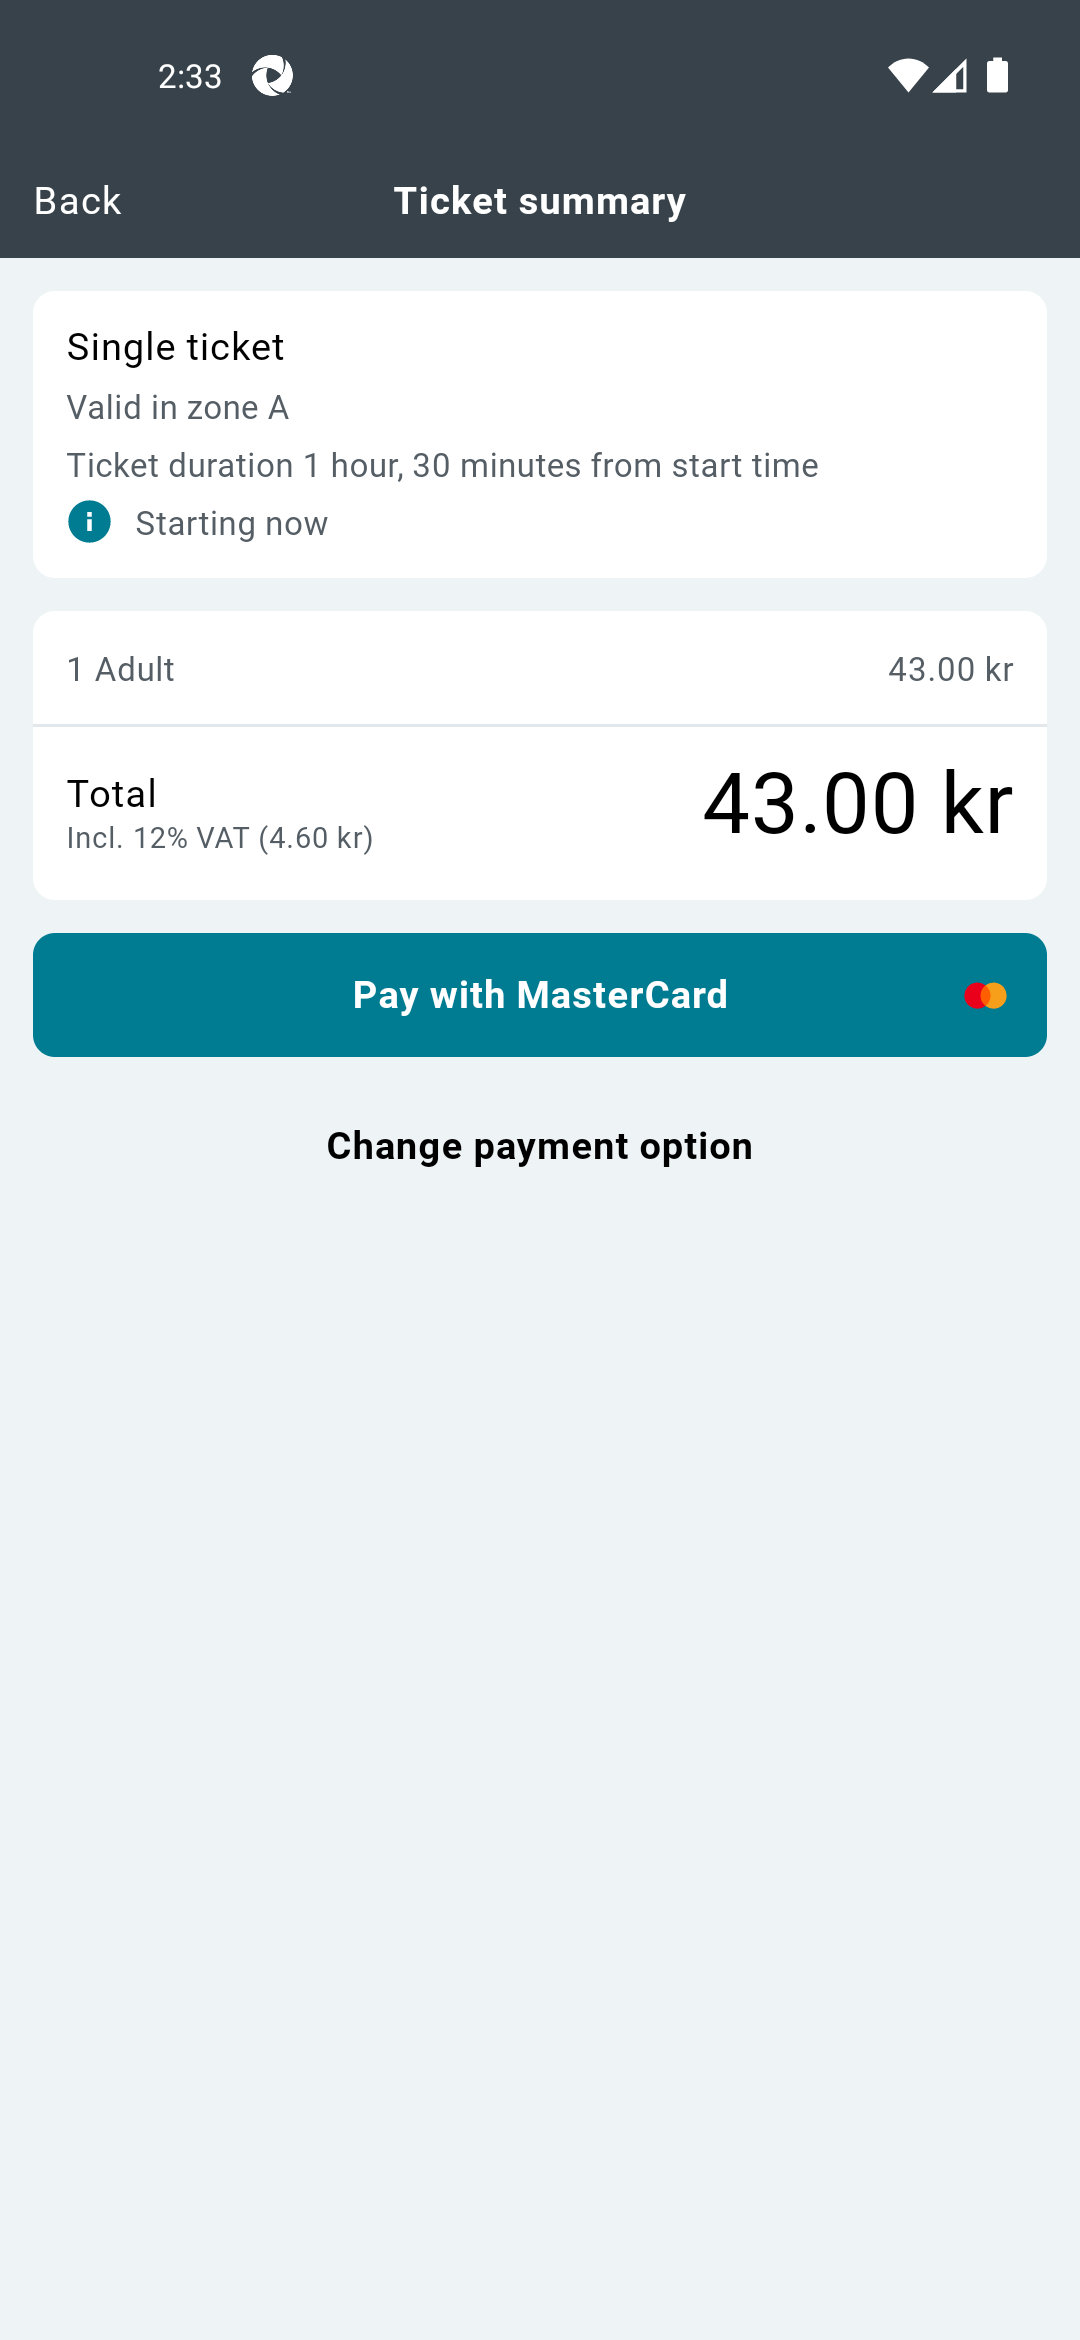 2:33
Back
Ticket summary
Single ticket
Valid in zone A
Ticket duration 1 hour, 30 minutes from start time
Starting now
1 Adult 43.00 kr
Total 43.00 kr
Incl. 12% VAT (4.60 kr)
Pay with MasterCard
Change payment option